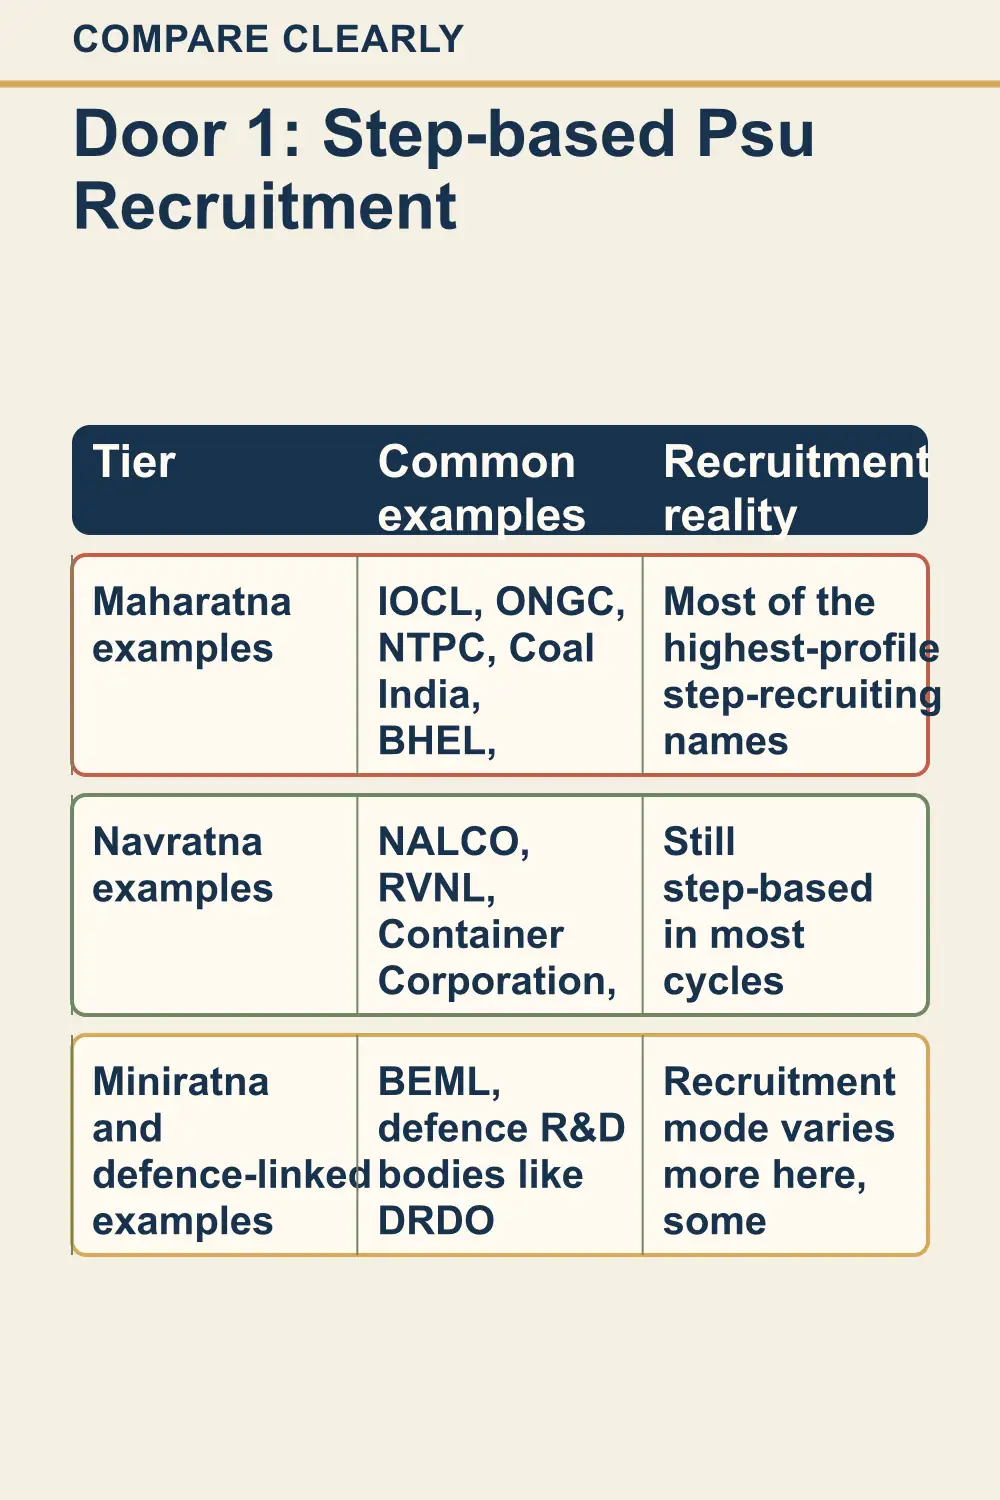 COMPARE CLEARLY
Door 1: Step-based Psu
Recruitment
Tier
Common
examples
Recruitment
reality
Maharatna
examples
IOCL, ONGC,
NTPC, Coal
India,
BHEL,
Most of the
highest-profile
step-recruiting
names
Navratna
examples
NALCO,
RVNL,
Container
Corporation,
Still
step-based
in most
cycles
Miniratna
and
defence-linked
examples
BEML,
defence R&D
bodies like
DRDO
Recruitment
mode varies
more here,
some